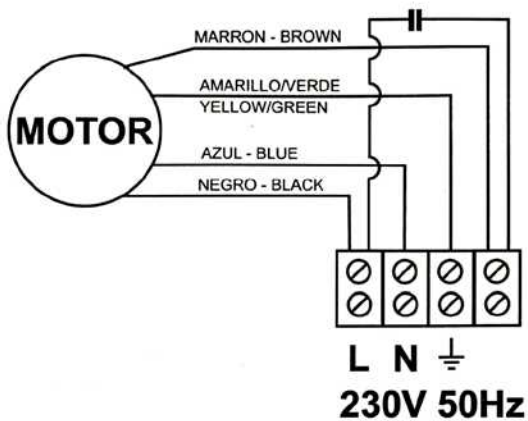 MARRON - BROWN
AMARILLO/VERDE
YELLOW/GREEN
MOTOR
AZUL - BLUE
NEGRO - BLACK
L N
230V 50Hz